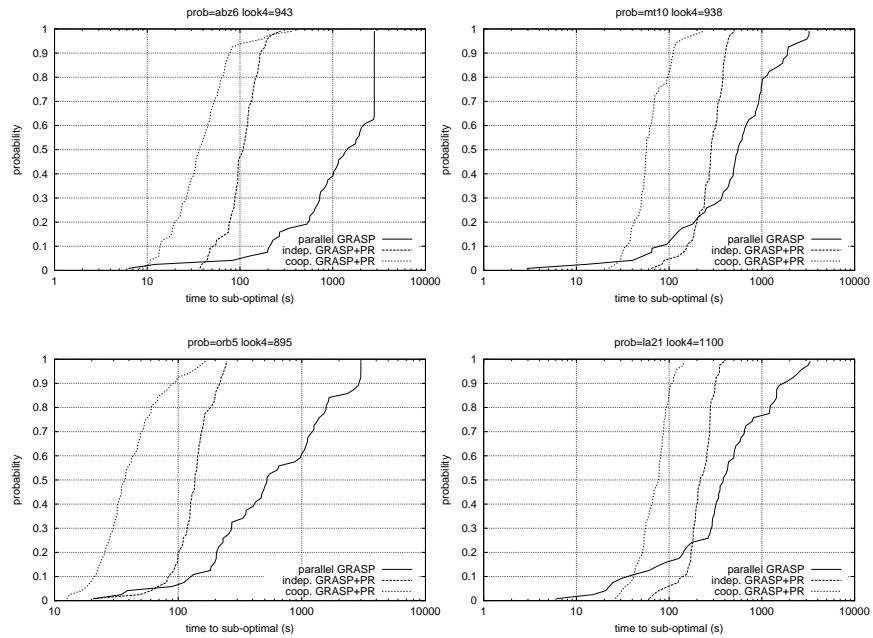 prob=abz6 look4=943
1
0.9
0.8
0.7
0.6
0.5
0.4
0.3
0.2
0.1
0
probability
parallel GRASP
indep. GRASP+PR
coop. GRASP+PR
1 10 100 1000 10000
time to sub-optimal (s)
prob=mt10 look4=938
1
0.9
0.8
0.7
0.6
0.5
0.4
0.3
0.2
0.1
0
probability
parallel GRASP
indep. GRASP+PR
coop. GRASP+PR
1 10 100 1000 10000
time to sub-optimal (s)
prob=orb5 look4=895
1
0.9
0.8
0.7
0.6
0.5
0.4
0.3
0.2
0.1
0
probability
parallel GRASP
indep. GRASP+PR
coop. GRASP+PR
10 100 1000 10000
time to sub-optimal (s)
prob=la21 look4=1100
1
0.9
0.8
0.7
0.6
0.5
0.4
0.3
0.2
0.1
0
probability
parallel GRASP
indep. GRASP+PR
coop. GRASP+PR
1 10 100 1000 10000
time to sub-optimal (s)